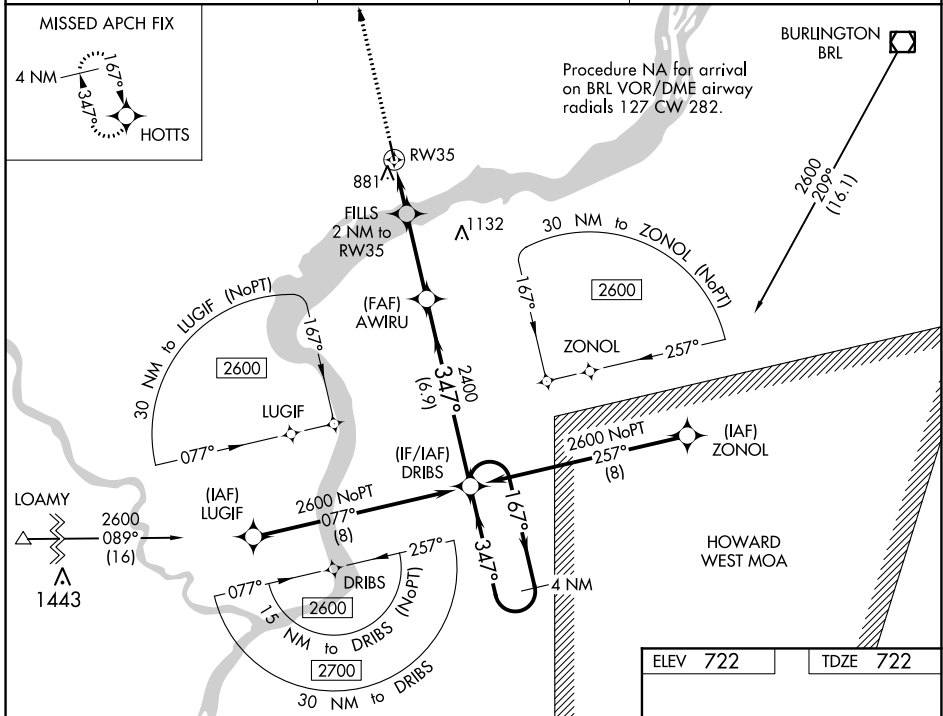 MISSED APCH FIX
4 NM
167°
347°
HOTTS
BURLINGTON
BRL
Procedure NA for arrival
on BRL VOR/DME airway
radials 127 CW 282.
2600
209°
(16.1)
RW35
881
FILLS
2 NM to
RW35
1132
30 NM to ZONOL (NoPT)
2600
167°
ZONOL
257°
(FAF)
AWIRU
30 NM to LUGIF (NoPT)
2600
167°
LUGIF
077°
2400
347°
(6.9)
(IF/IAF)
DRIBS
2600 NoPT
257°
(8)
(IAF)
ZONOL
LOAMY
2600
089°
(16)
1443
(IAF)
LUGIF
2600 NoPT
077°
(8)
167°
347°
4 NM
HOWARD
WEST MOA
077°
257°
DRIBS
2600
15 NM to DRIBS (NoPT)
2700
30 NM to DRIBS
ELEV 722
TDZE 722